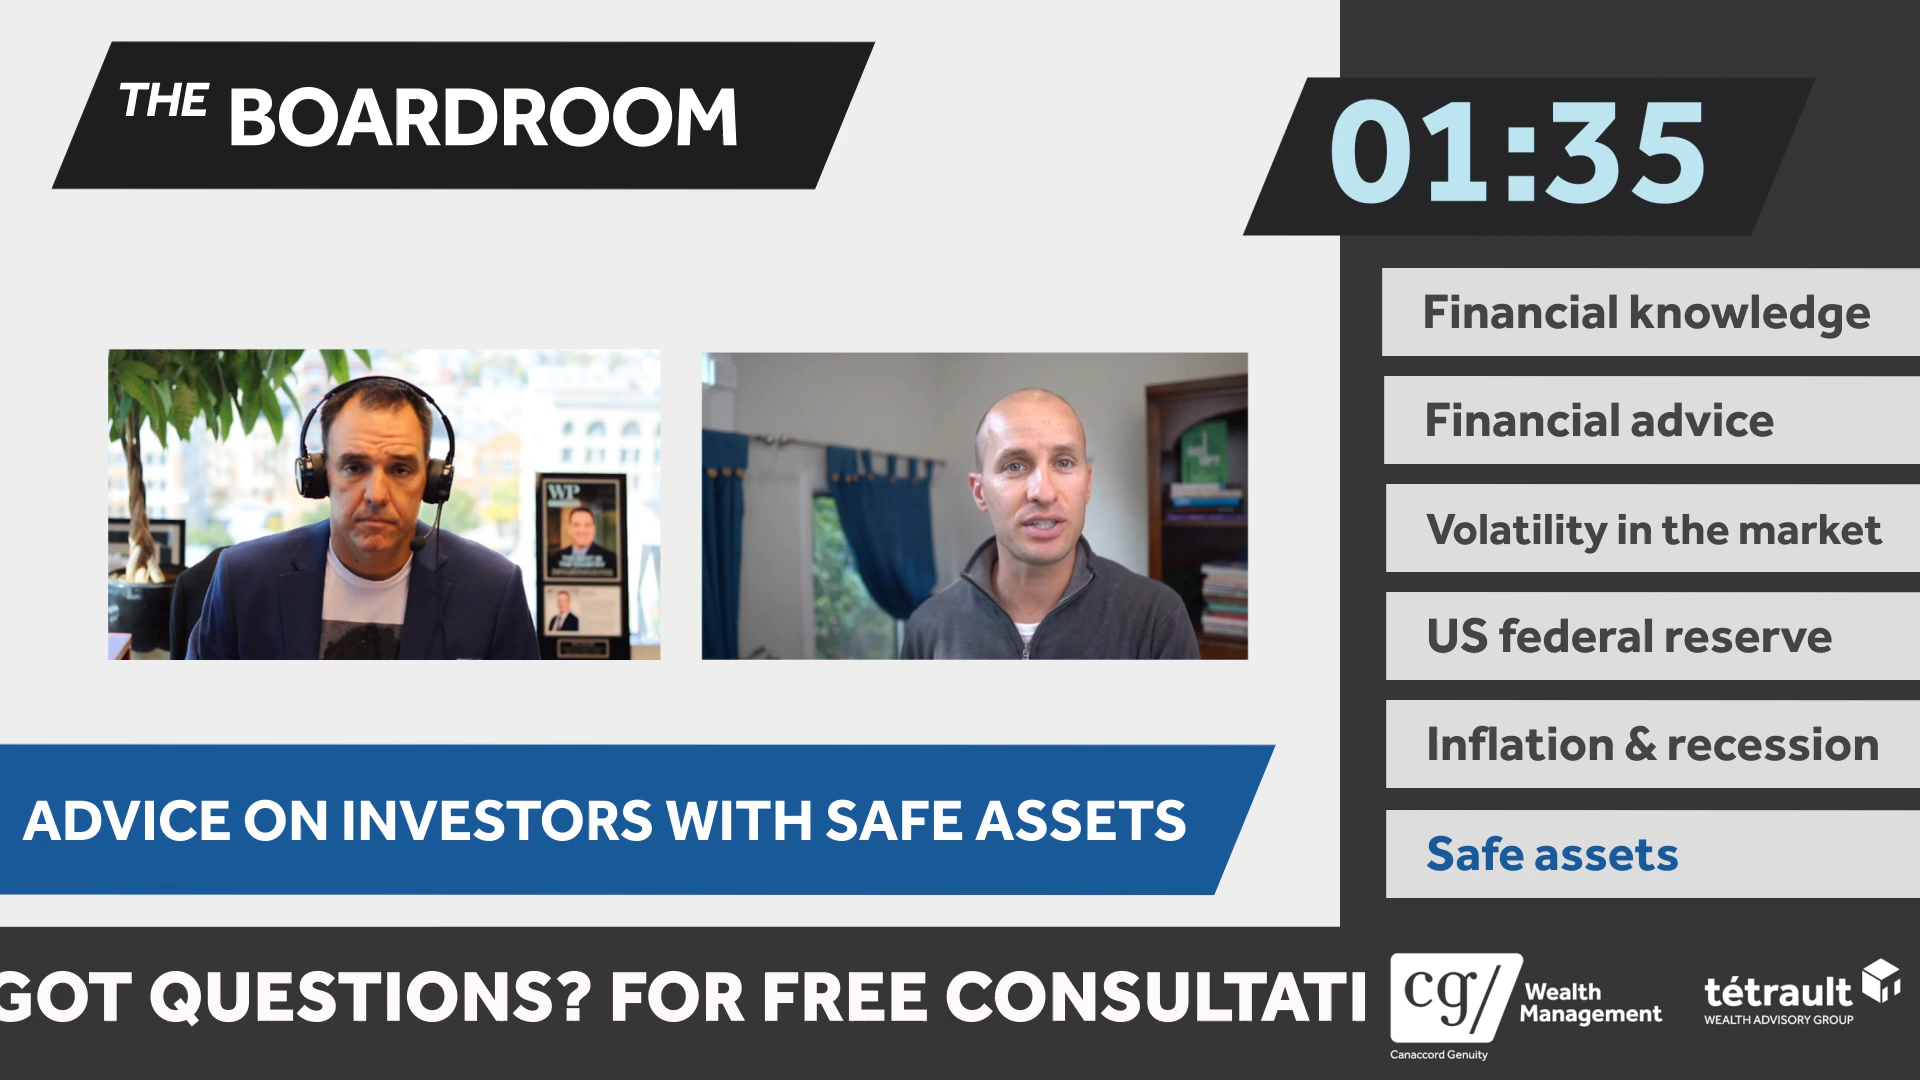 THE BOARDROOM
01:35
Financial knowledge
Financial advice
Volatility in the market
US federal reserve
Inflation & recession
Safe assets
WP
ADVICE ON INVESTORS WITH SAFE ASSETS
GOT QUESTIONS? FOR FREE CONSULTATI
cg/ Wealth
Management
Canaccord Genuity
tétrault
WEALTH ADVISORY GROUP